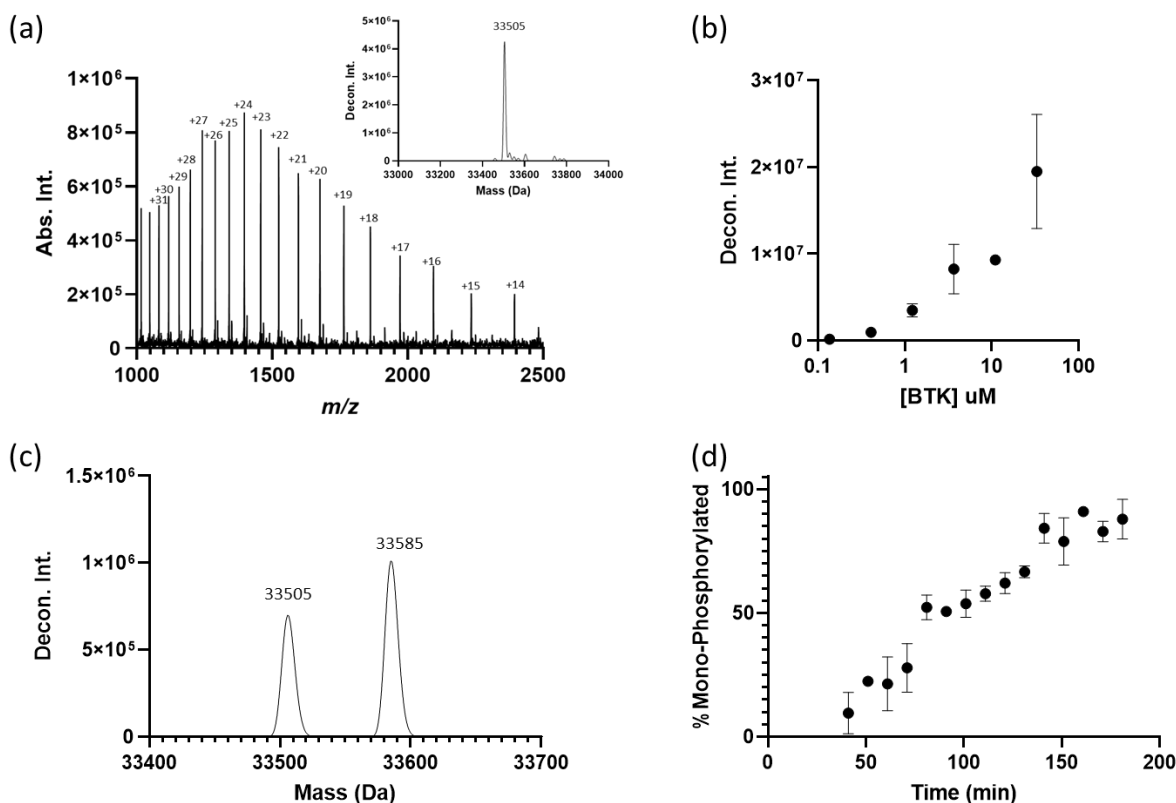 (a)
33505
5×10⁶
4×10⁶
3×10⁶
2×10⁶
1×10⁶
0
Decon. Int.
33000 33200 33400 33600 33800 34000
Mass (Da)
1×10⁶
8×10⁵
6×10⁵
4×10⁵
2×10⁵
0
Abs. Int.
+31
+30
+29
+28
+27
+26
+25
+24
+23
+22
+21
+20
+19
+18
+17
+16
+15
+14
1000 1500 2000 2500
m/z
(b)
3×10⁷
2×10⁷
1×10⁷
0
Decon. Int.
0.1 1 10 100
[BTK] uM
(c)
1.5×10⁶
1×10⁶
5×10⁵
0
Decon. Int.
33505
33585
33400 33500 33600 33700
Mass (Da)
(d)
100
50
0
% Mono-Phosphorylated
0 50 100 150 200
Time (min)